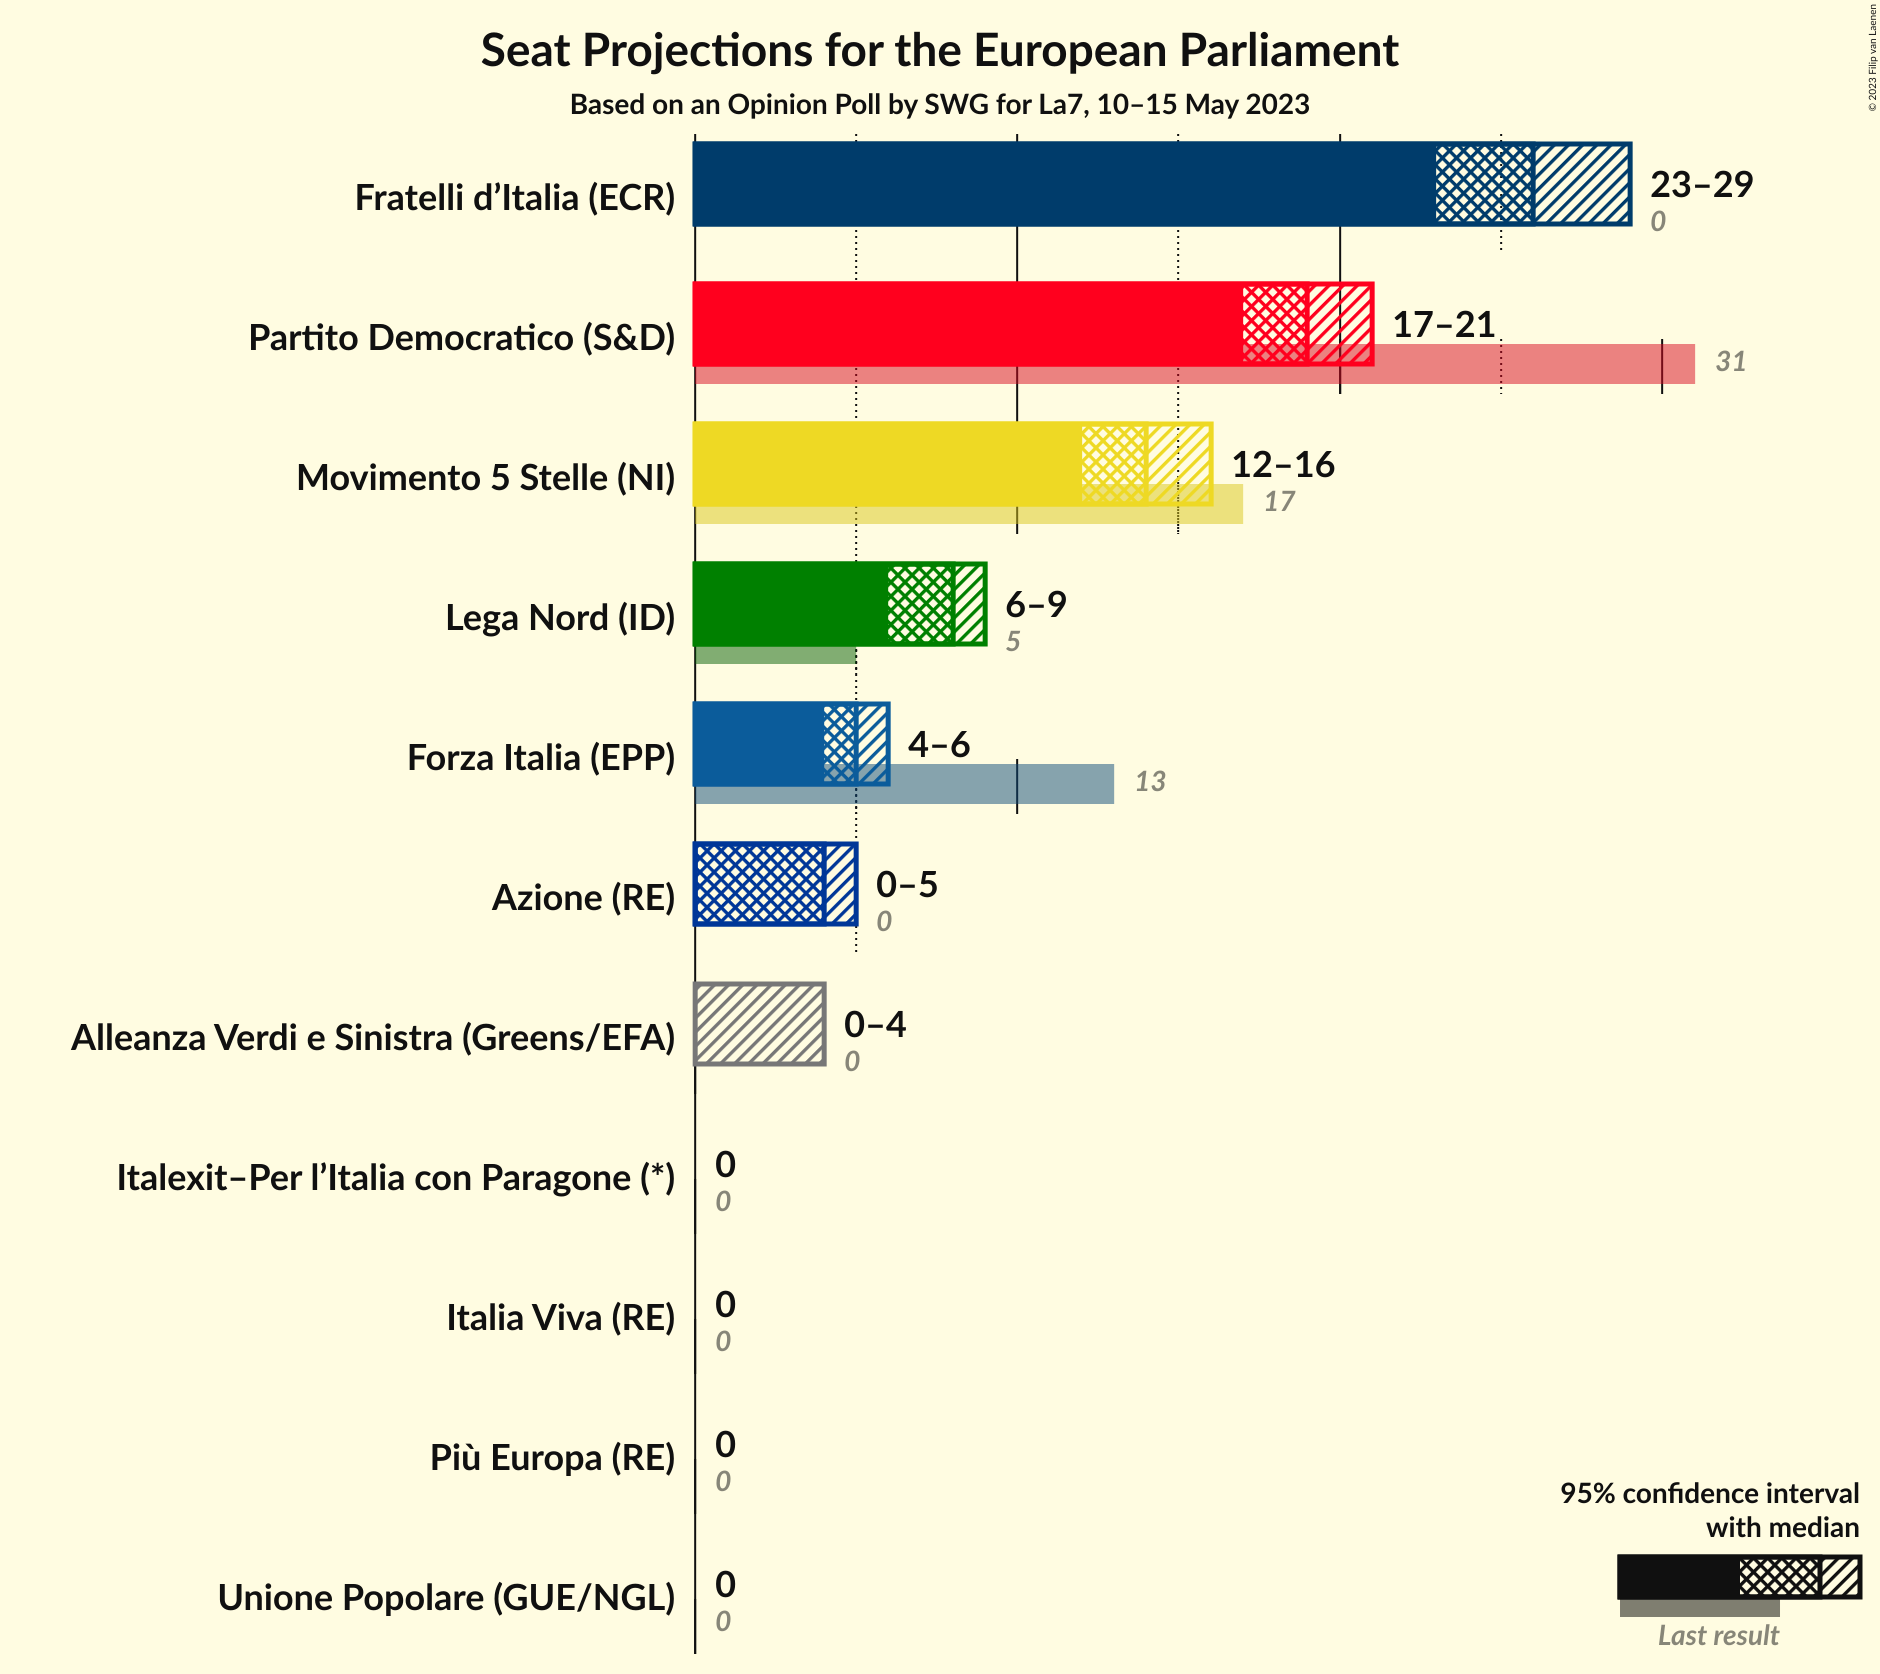 Seat Projections for the European Parliament
Based on an Opinion Poll by SWG for La7, 10–15 May 2023
© 2023 Filip van Laenen
Fratelli d’Italia (ECR)
23–29
0
Partito Democratico (S&D)
17–21
31
Movimento 5 Stelle (NI)
12–16
17
Lega Nord (ID)
6–9
5
Forza Italia (EPP)
4–6
13
Azione (RE)
0–5
0
Alleanza Verdi e Sinistra (Greens/EFA)
0–4
0
Italexit–Per l’Italia con Paragone (*)
0
0
Italia Viva (RE)
0
0
Più Europa (RE)
0
0
Unione Popolare (GUE/NGL)
0
0
95% confidence interval
with median
Last result